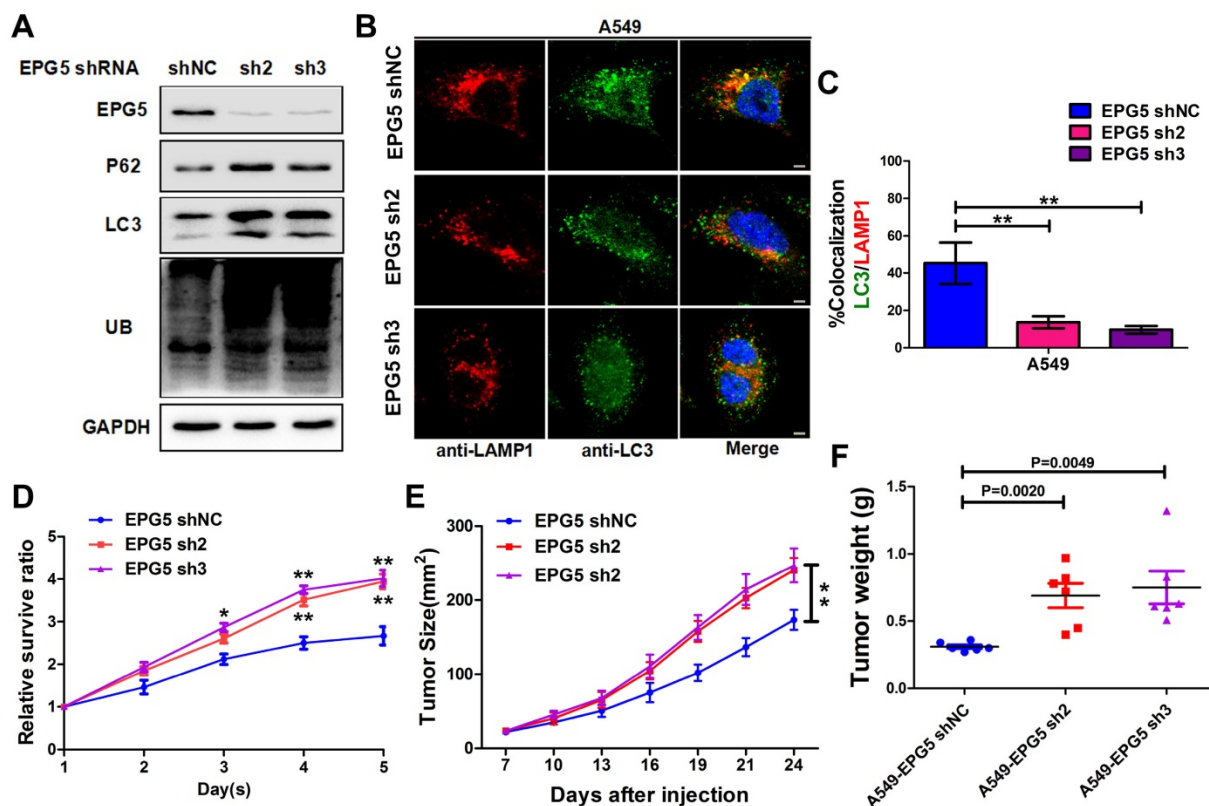 A
EPG5 shRNA shNC sh2 sh3
EPG5
P62
LC3
UB
GAPDH
B
A549
EPG5 shNC
EPG5 sh2
EPG5 sh3
anti-LAMP1 anti-LC3 Merge
C
EPG5 shNC
EPG5 sh2
EPG5 sh3
%Colocalization
LC3/LAMP1
100
80
60
40
20
0
**
**
A549
D
EPG5 shNC
EPG5 sh2
EPG5 sh3
Relative survive ratio
5
4
3
2
1
0
*
**
**
**
**
1 2 3 4 5
Day(s)
E
EPG5 shNC
EPG5 sh2
EPG5 sh2
Tumor Size(mm²)
300
200
100
0
**
7 10 13 16 19 21 24
Days after injection
F
P=0.0049
P=0.0020
Tumor weight (g)
1.5
1.0
0.5
0.0
A549-EPG5 shNC
A549-EPG5 sh2
A549-EPG5 sh3